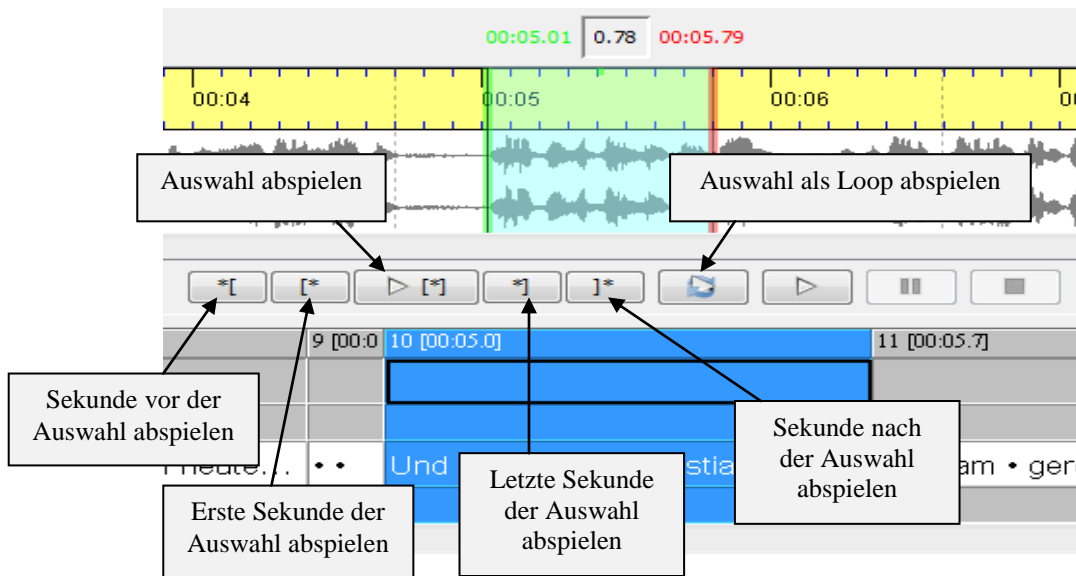 00:05.01 0.78 00:05.79
00:04 00:05 00:06
Auswahl abspielen
Auswahl als Loop abspielen
*[ [* [*] *] ]*
9 [00:0 10 [00:05.0] 11 [00:05.7]
Sekunde vor der
Auswahl abspielen
Erste Sekunde der
Auswahl abspielen
Letzte Sekunde
der Auswahl
abspielen
Sekunde nach
der Auswahl
abspielen
heute... • • Und stia am • ger